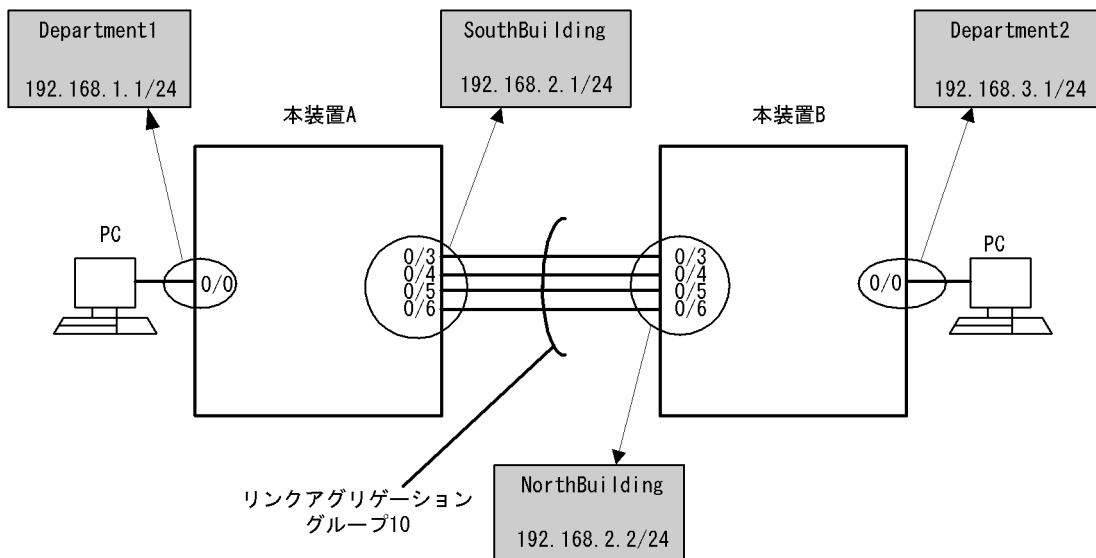 Department1
192.168.1.1/24
SouthBuilding
192.168.2.1/24
Department2
192.168.3.1/24
本装置A
本装置B
PC
0/0
0/3
0/4
0/5
0/6
0/3
0/4
0/5
0/6
0/0
PC
リンクアグリゲーション
グループ10
NorthBuilding
192.168.2.2/24